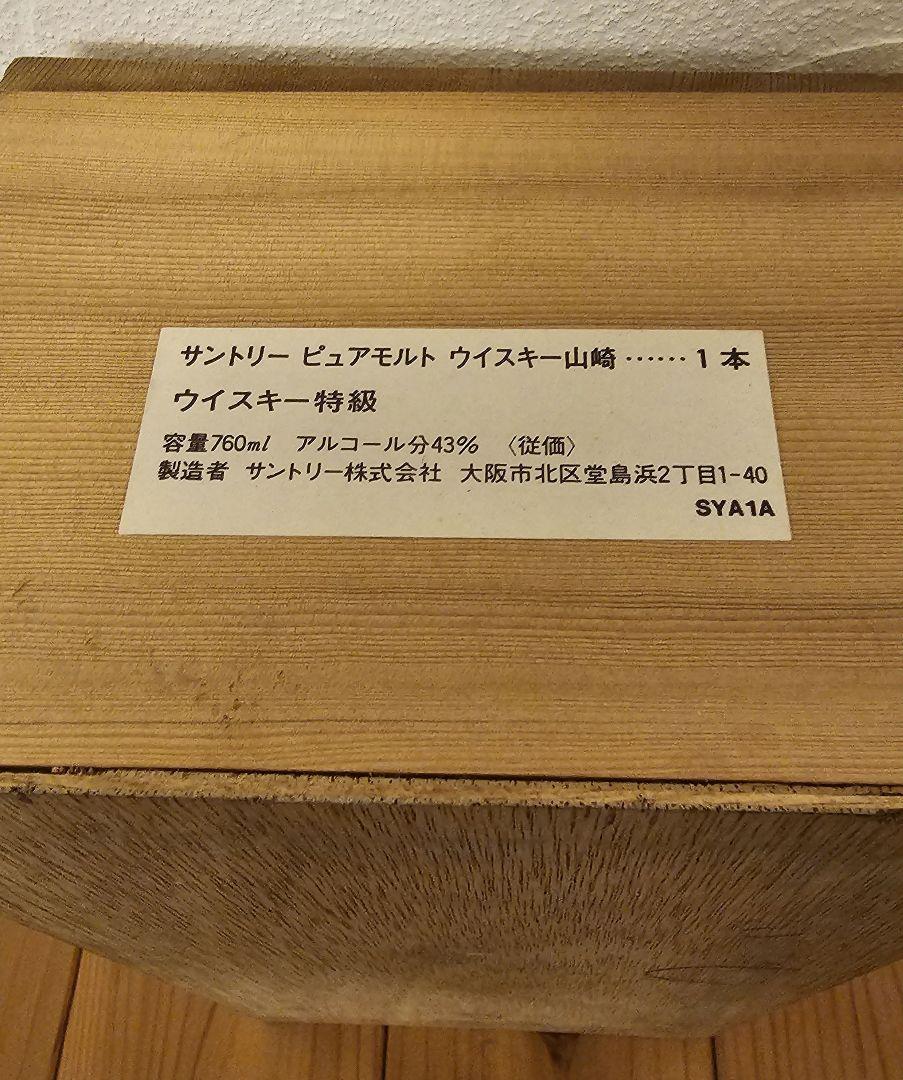 サントリー ピュアモルト ウイスキー山崎……1本
ウイスキー特級
容量760ml アルコール分43% 〈従価〉
製造者 サントリー株式会社 大阪市北区堂島浜2丁目1-40
SYA1A